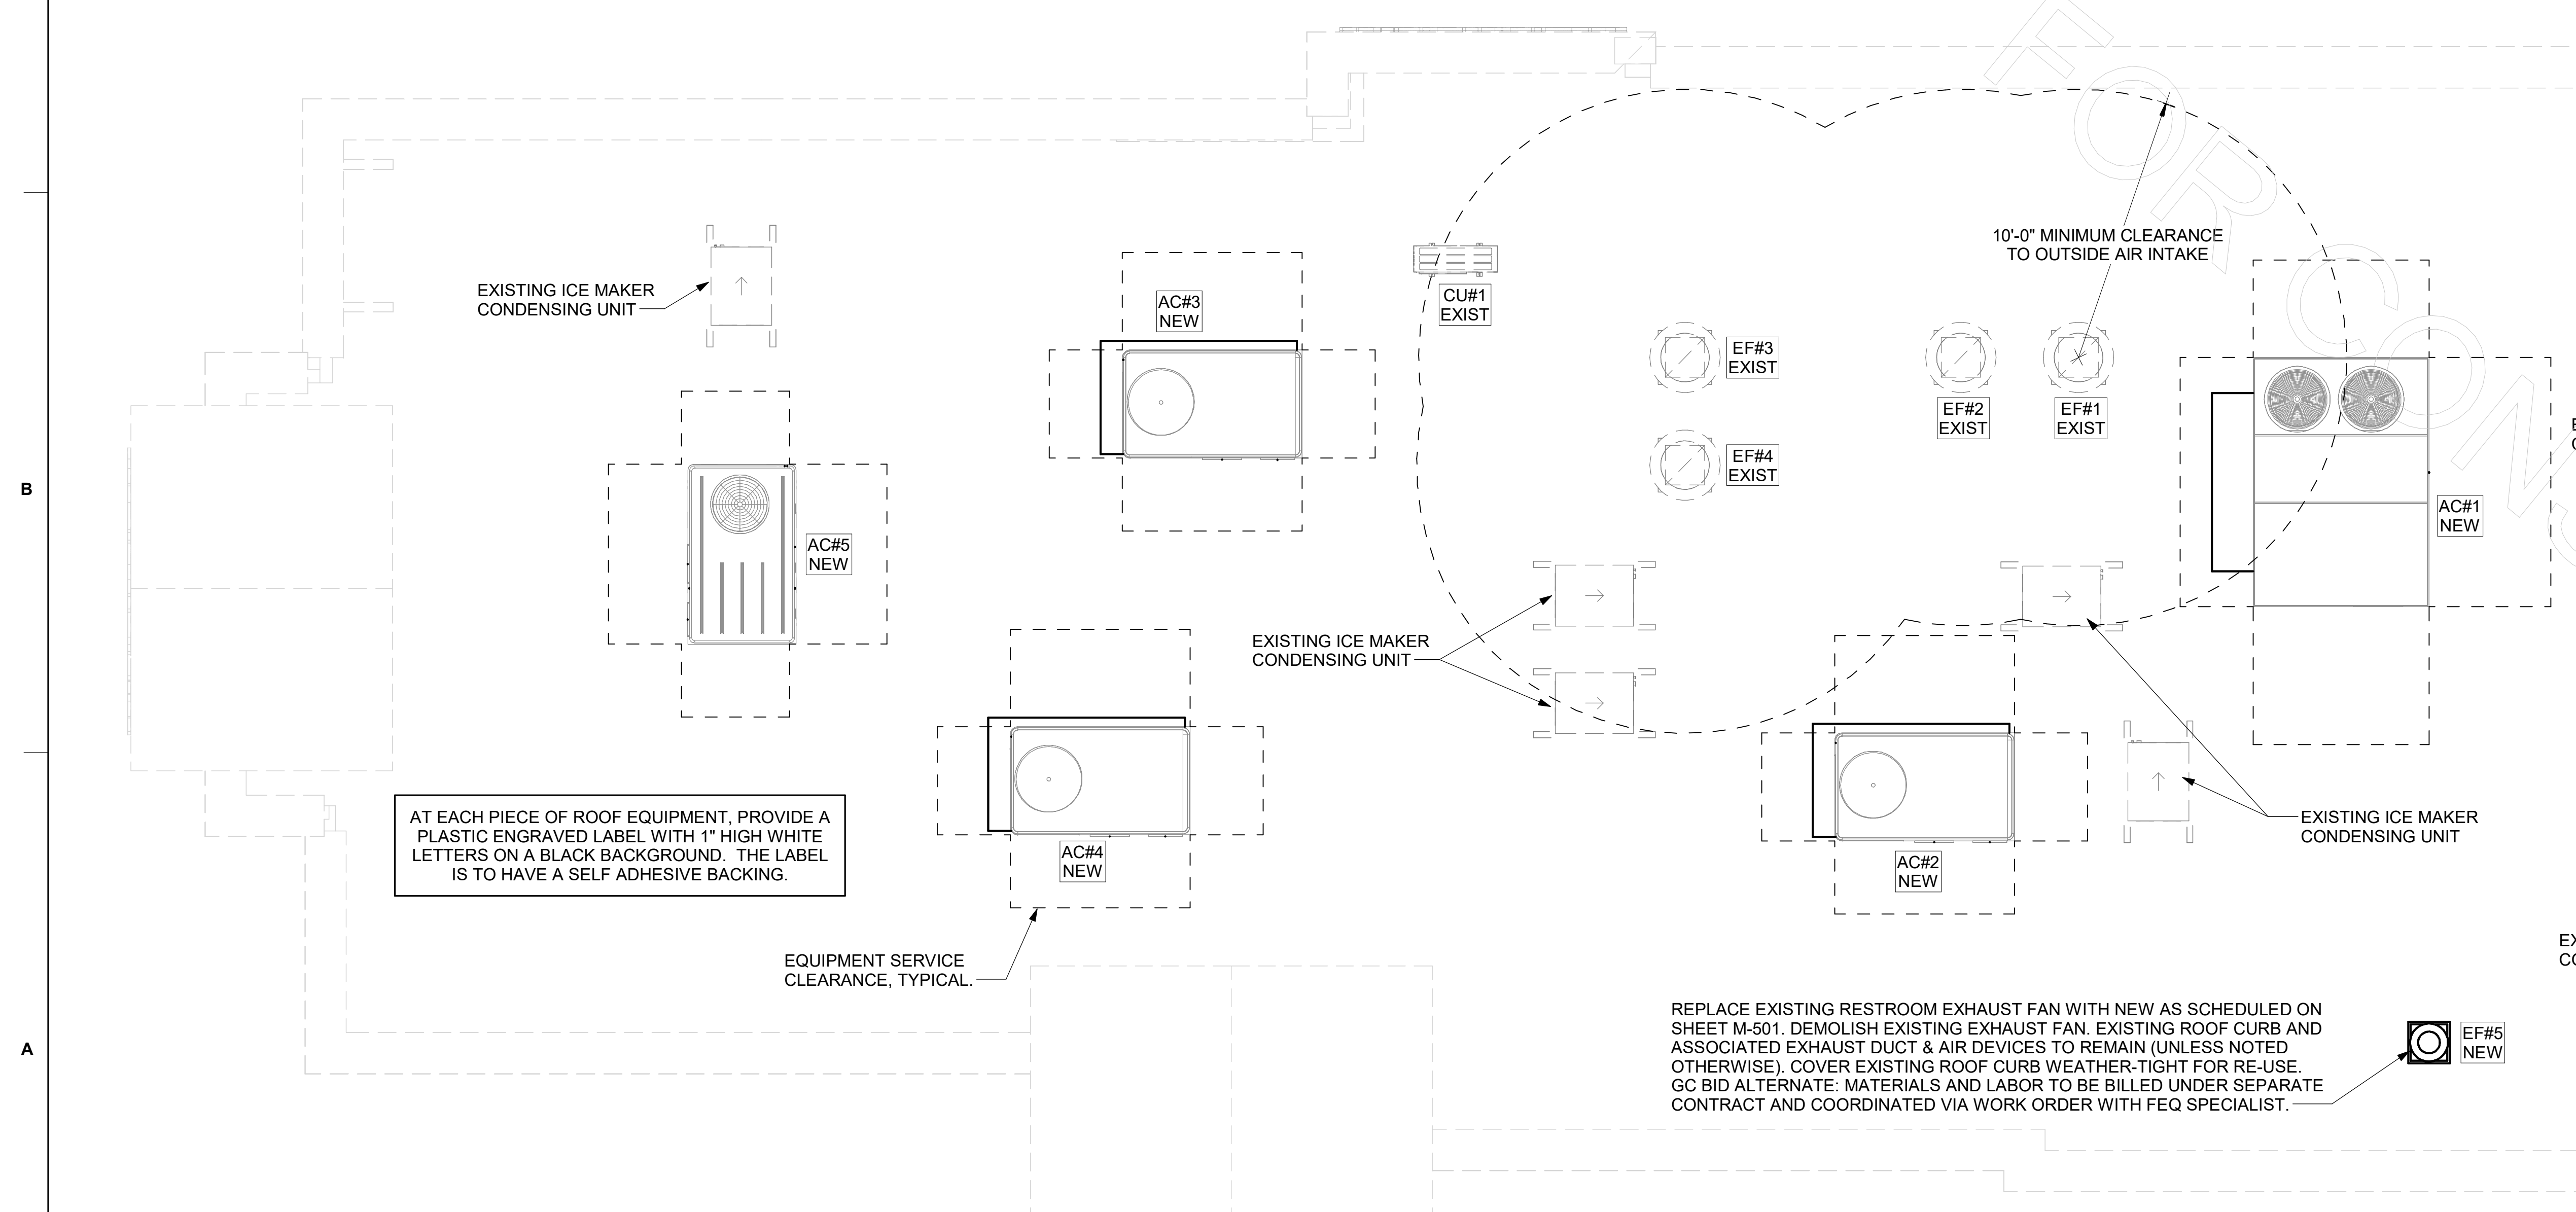 10'-0" MINIMUM CLEARANCE
TO OUTSIDE AIR INTAKE
EXISTING ICE MAKER
CONDENSING UNIT
AC#3
NEW
CU#1
EXIST
EF#3
EXIST
EF#2
EXIST
EF#1
EXIST
EF#4
EXIST
B
AC#1
NEW
AC#5
NEW
EXISTING ICE MAKER
CONDENSING UNIT
EXISTING ICE MAKER
CONDENSING UNIT
AT EACH PIECE OF ROOF EQUIPMENT, PROVIDE A
PLASTIC ENGRAVED LABEL WITH 1" HIGH WHITE
LETTERS ON A BLACK BACKGROUND. THE LABEL
IS TO HAVE A SELF ADHESIVE BACKING.
AC#4
NEW
AC#2
NEW
EQUIPMENT SERVICE
CLEARANCE, TYPICAL.
REPLACE EXISTING RESTROOM EXHAUST FAN WITH NEW AS SCHEDULED ON
SHEET M-501. DEMOLISH EXISTING EXHAUST FAN. EXISTING ROOF CURB AND
ASSOCIATED EXHAUST DUCT & AIR DEVICES TO REMAIN (UNLESS NOTED
OTHERWISE). COVER EXISTING ROOF CURB WEATHER-TIGHT FOR RE-USE.
GC BID ALTERNATE: MATERIALS AND LABOR TO BE BILLED UNDER SEPARATE
CONTRACT AND COORDINATED VIA WORK ORDER WITH FEQ SPECIALIST.
EF#5
NEW
A
FOR